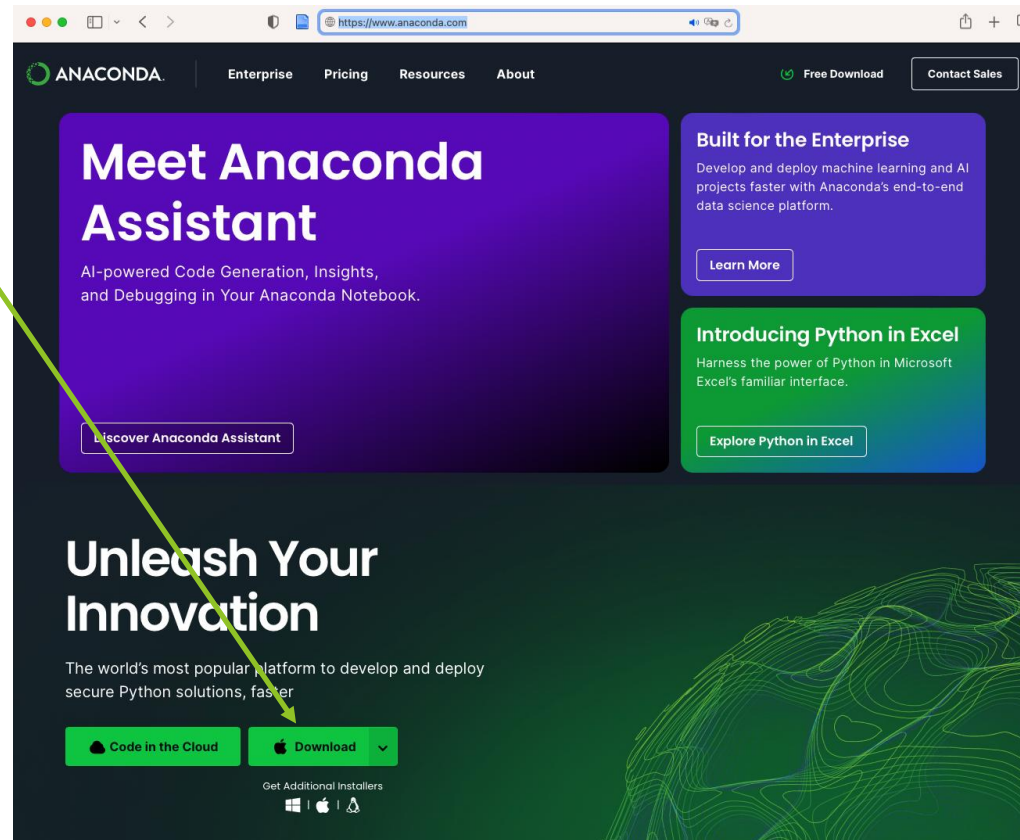 https://www.anaconda.com
ANACONDA.
Enterprise Pricing Resources About
Free Download
Contact Sales
Meet Anaconda
Assistant
AI-powered Code Generation, Insights,
and Debugging in Your Anaconda Notebook.
Discover Anaconda Assistant
Built for the Enterprise
Develop and deploy machine learning and AI
projects faster with Anaconda's end-to-end
data science platform.
Learn More
Introducing Python in Excel
Harness the power of Python in Microsoft
Excel's familiar interface.
Explore Python in Excel
Unleash Your
Innovation
The world's most popular platform to develop and deploy
secure Python solutions, faster
Code in the Cloud
Download
Get Additional Installers